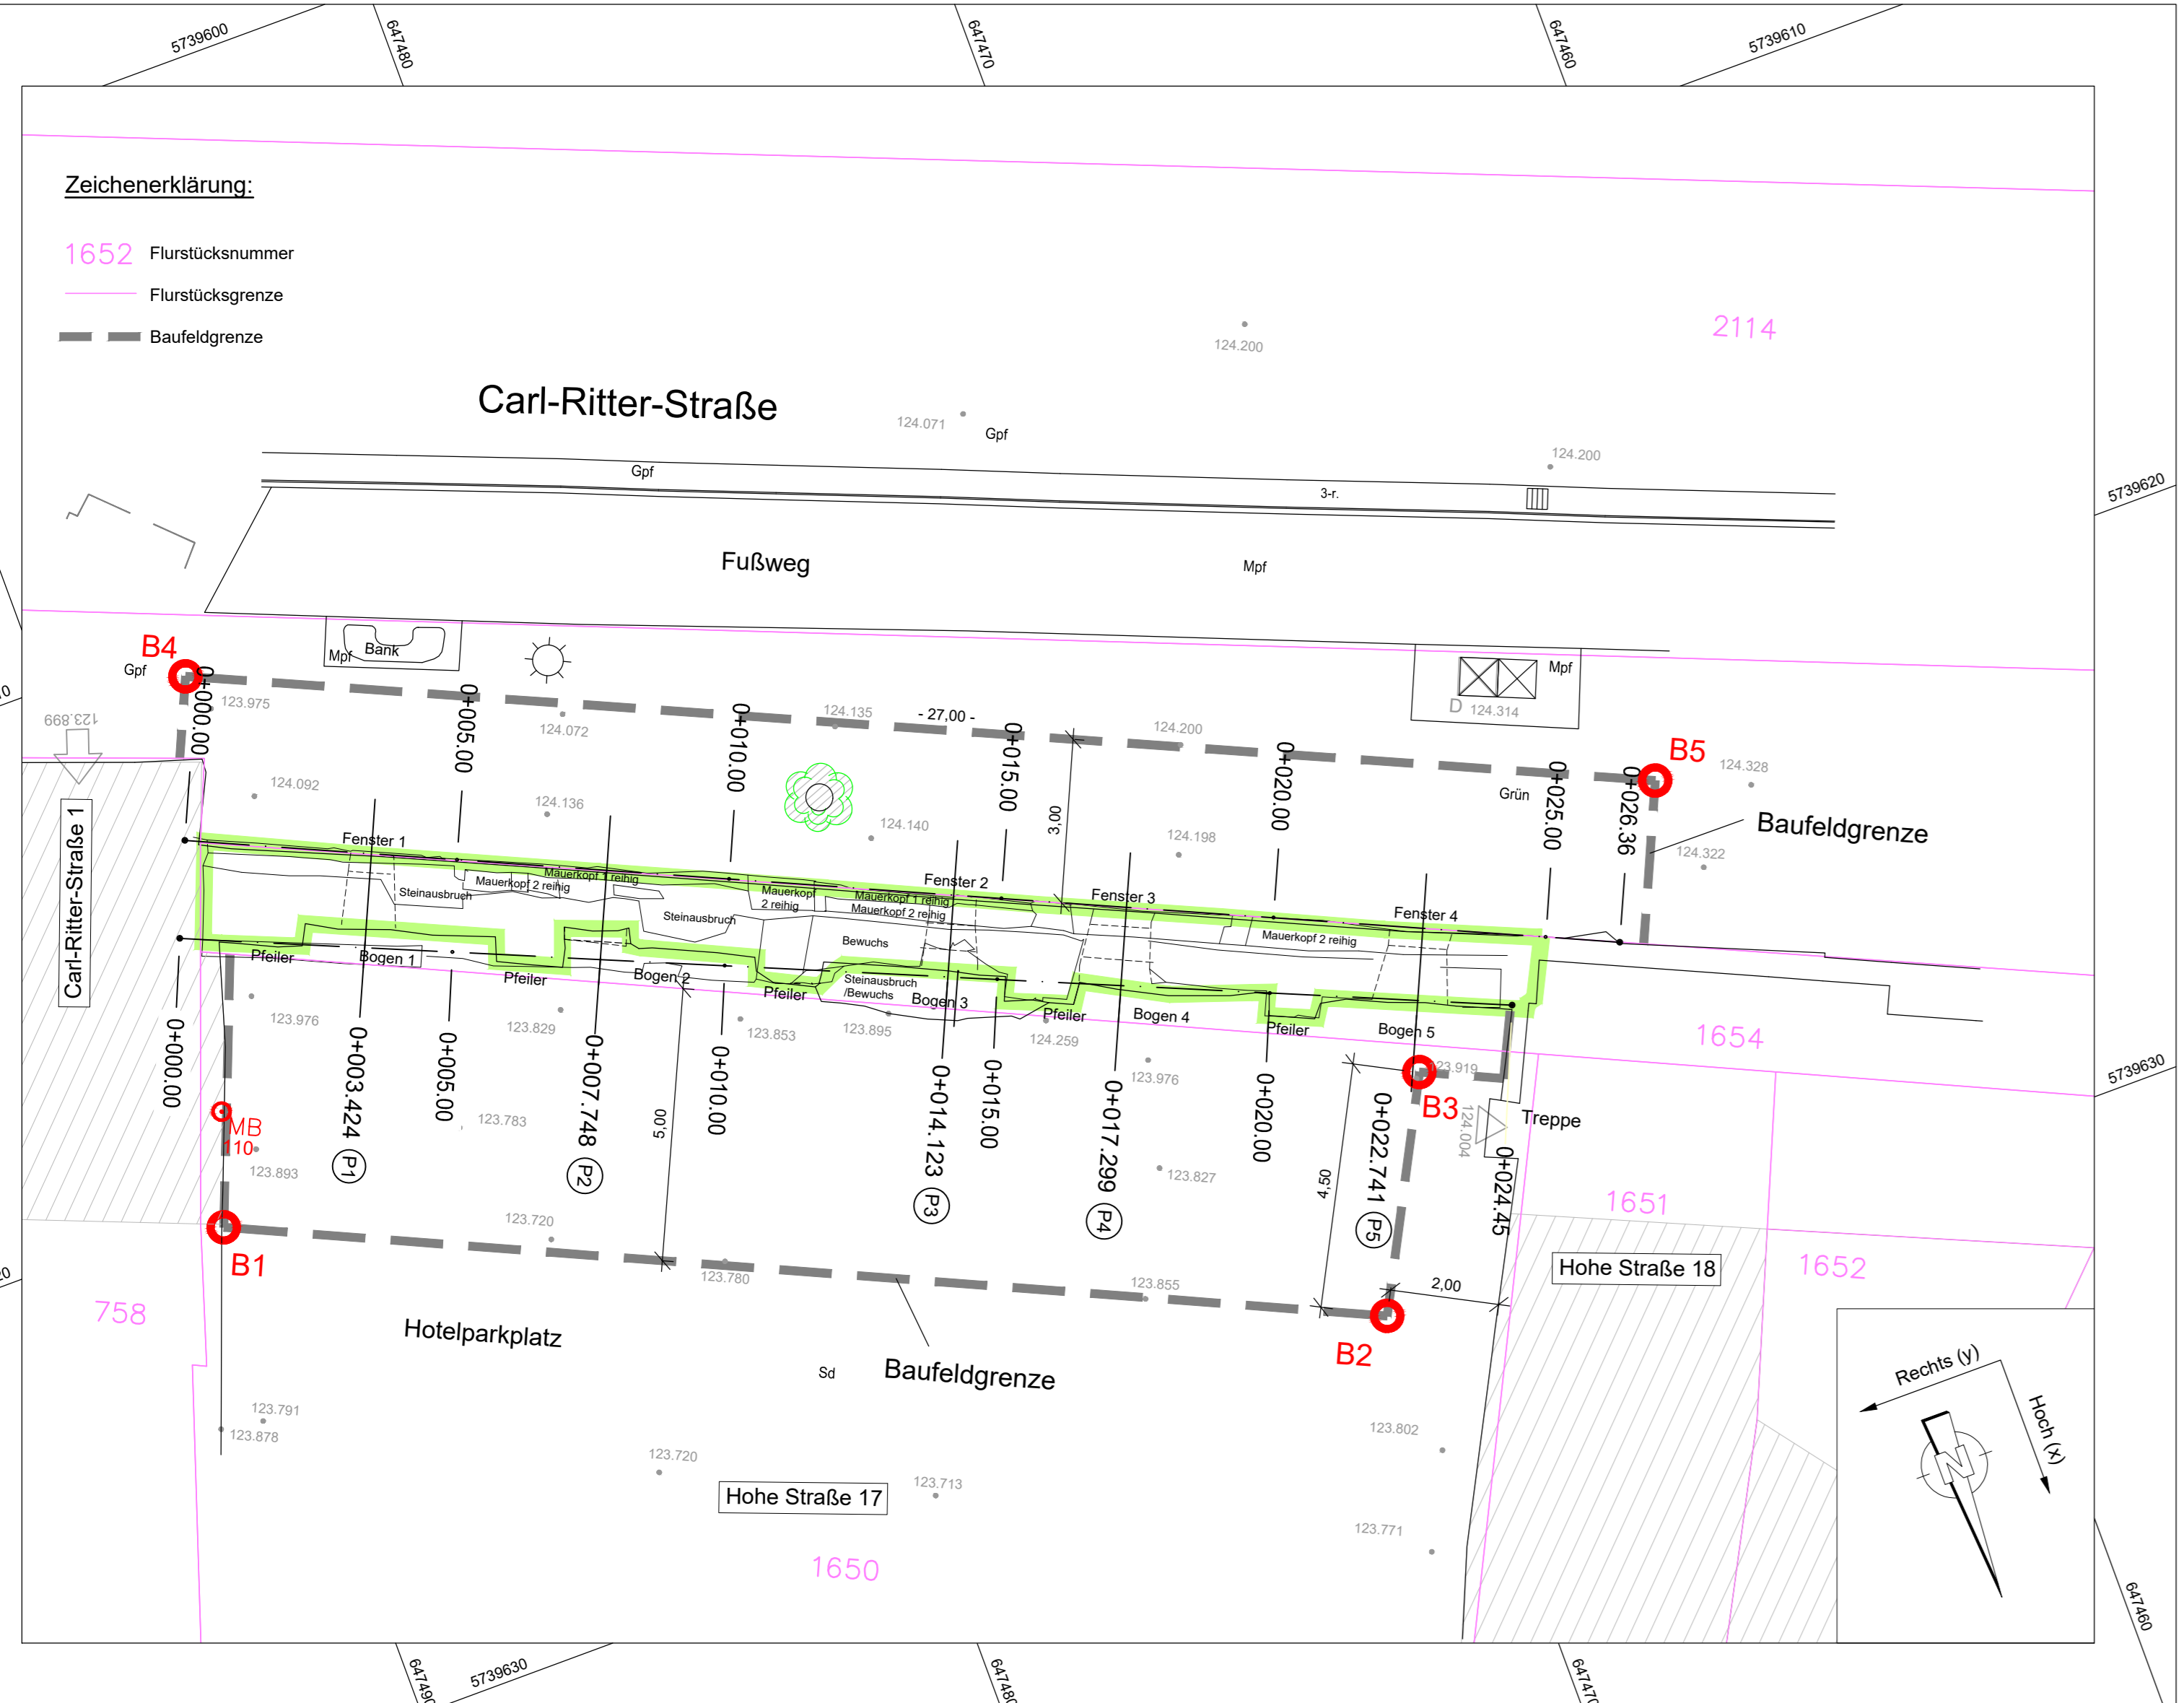 5739600
647480
647470
647460
5739610
Zeichenerklärung:
1652 Flurstücksnummer
Flurstücksgrenze
Baufeldgrenze
2114
124.200
Carl-Ritter-Straße
124.071
Gpf
124.200
Gpf
3-r.
5739620
Fußweg
Mpf
B4
Gpf
Mpf
Bank
Mpf
D 124.314
123.899
0+000.00
123.975
0+005.00
124.072
0+010.00
124.135
- 27,00 -
0+015.00
124.200
0+020.00
0+025.00
0+026.36
B5
124.328
Grün
124.092
124.136
124.140
3,00
124.198
Baufeldgrenze
124.322
Carl-Ritter-Straße 1
Fenster 1
Fenster 2
Fenster 3
Fenster 4
Steinausbruch
Mauerkopf 2 reihig
Mauerkopf 1 reihig
Steinausbruch
Mauerkopf
2 reihig
Mauerkopf 1 reihig
Mauerkopf 2 reihig
Bewuchs
Mauerkopf 2 reihig
Pfeiler
Bogen 1
Pfeiler
Bogen 2
Pfeiler
Steinausbruch
/Bewuchs
Bogen 3
Pfeiler
Bogen 4
Pfeiler
Bogen 5
1654
0+000.00
123.976
0+003.424 P1
0+005.00
123.829
0+007.748 P2
5,00
0+010.00
123.853
123.895
0+014.123 P3
0+015.00
124.259
0+017.299 P4
123.976
0+020.00
4,50
0+022.741 P5
123.919
B3
124.004
Treppe
0+024.45
5739630
MB
110
123.893
123.783
123.827
1651
B1
123.720
123.780
123.855
2,00
Hohe Straße 18
1652
B2
758
Hotelparkplatz
Sd
Baufeldgrenze
Rechts (y)
Hoch (x)
N
123.791
123.878
123.720
Hohe Straße 17
123.713
123.802
123.771
1650
647490
5739630
647480
647470
647460